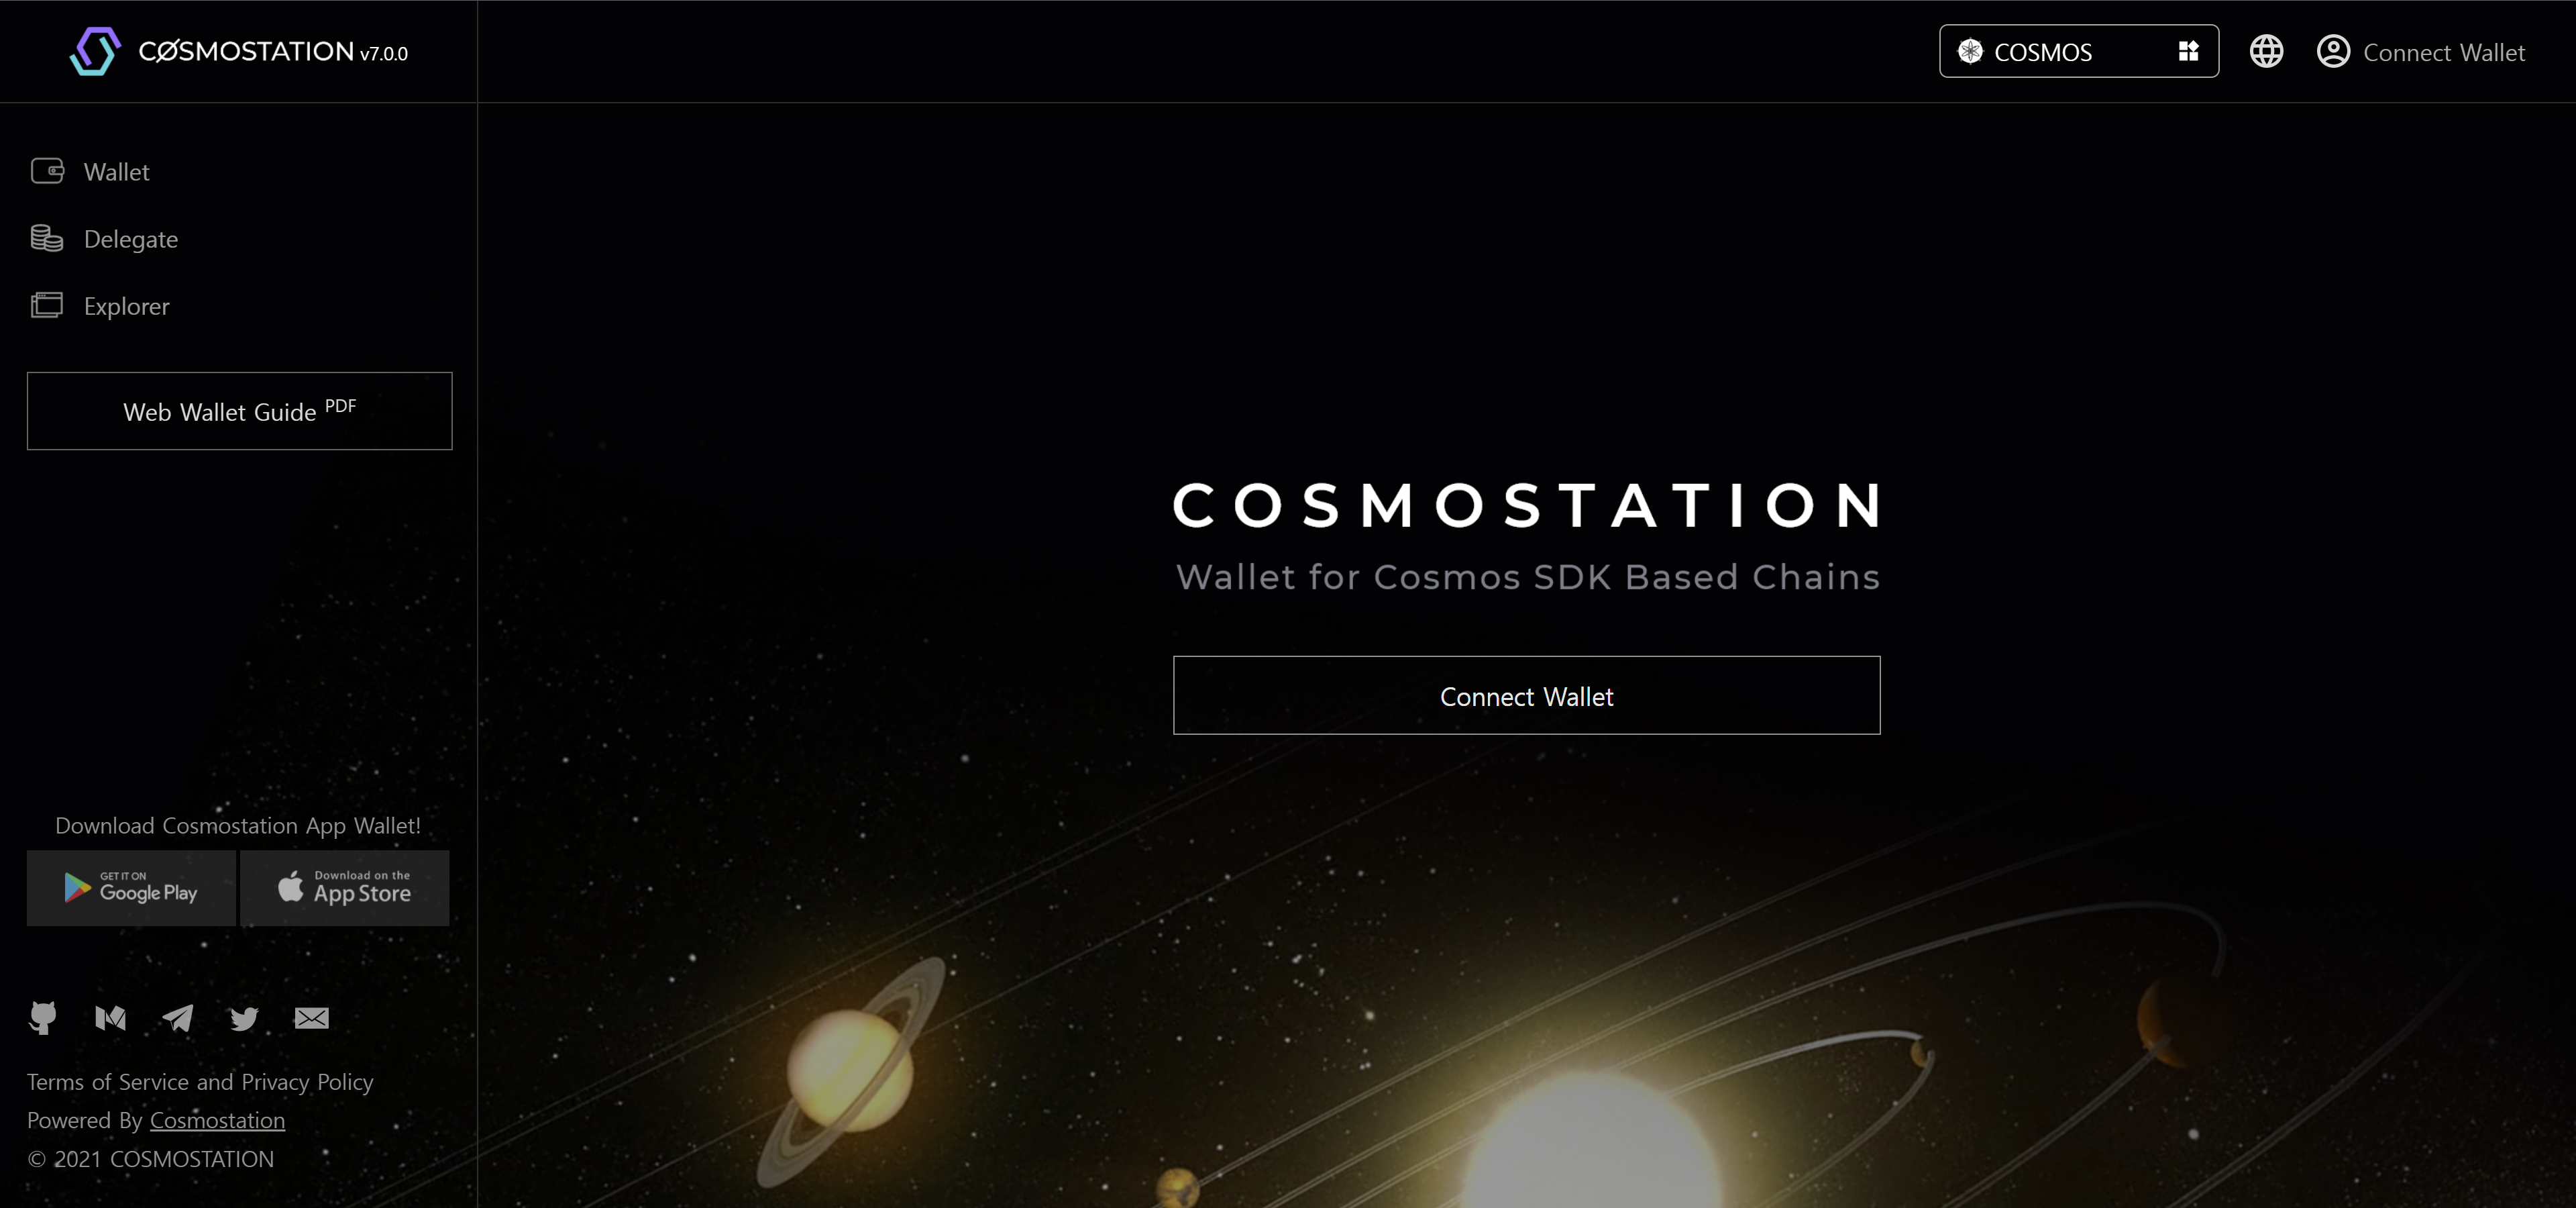 CØSMOSTATION v7.0.0
COSMOS
Connect Wallet
Wallet
Delegate
Explorer
Web Wallet Guide PDF
COSMOSTATION
Wallet for Cosmos SDK Based Chains
Connect Wallet
Download Cosmostation App Wallet!
GET IT ON
Google Play
Download on the
App Store
Terms of Service and Privacy Policy
Powered By Cosmostation
© 2021 COSMOSTATION